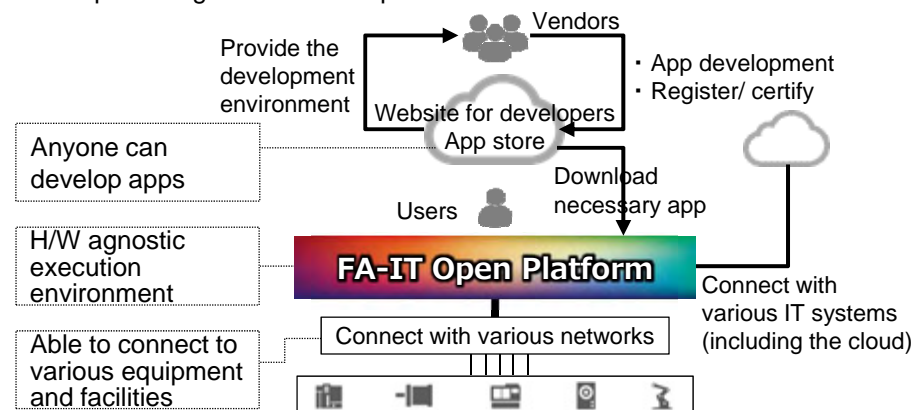 Vendors
Provide the
development
environment
・ App development
・ Register/ certify
Website for developers
App store
Anyone can
develop apps
Download
necessary app
Users
H/W agnostic
execution
environment
FA-IT Open Platform
Connect with
various IT systems
(including the cloud)
Connect with various networks
Able to connect to
various equipment
and facilities